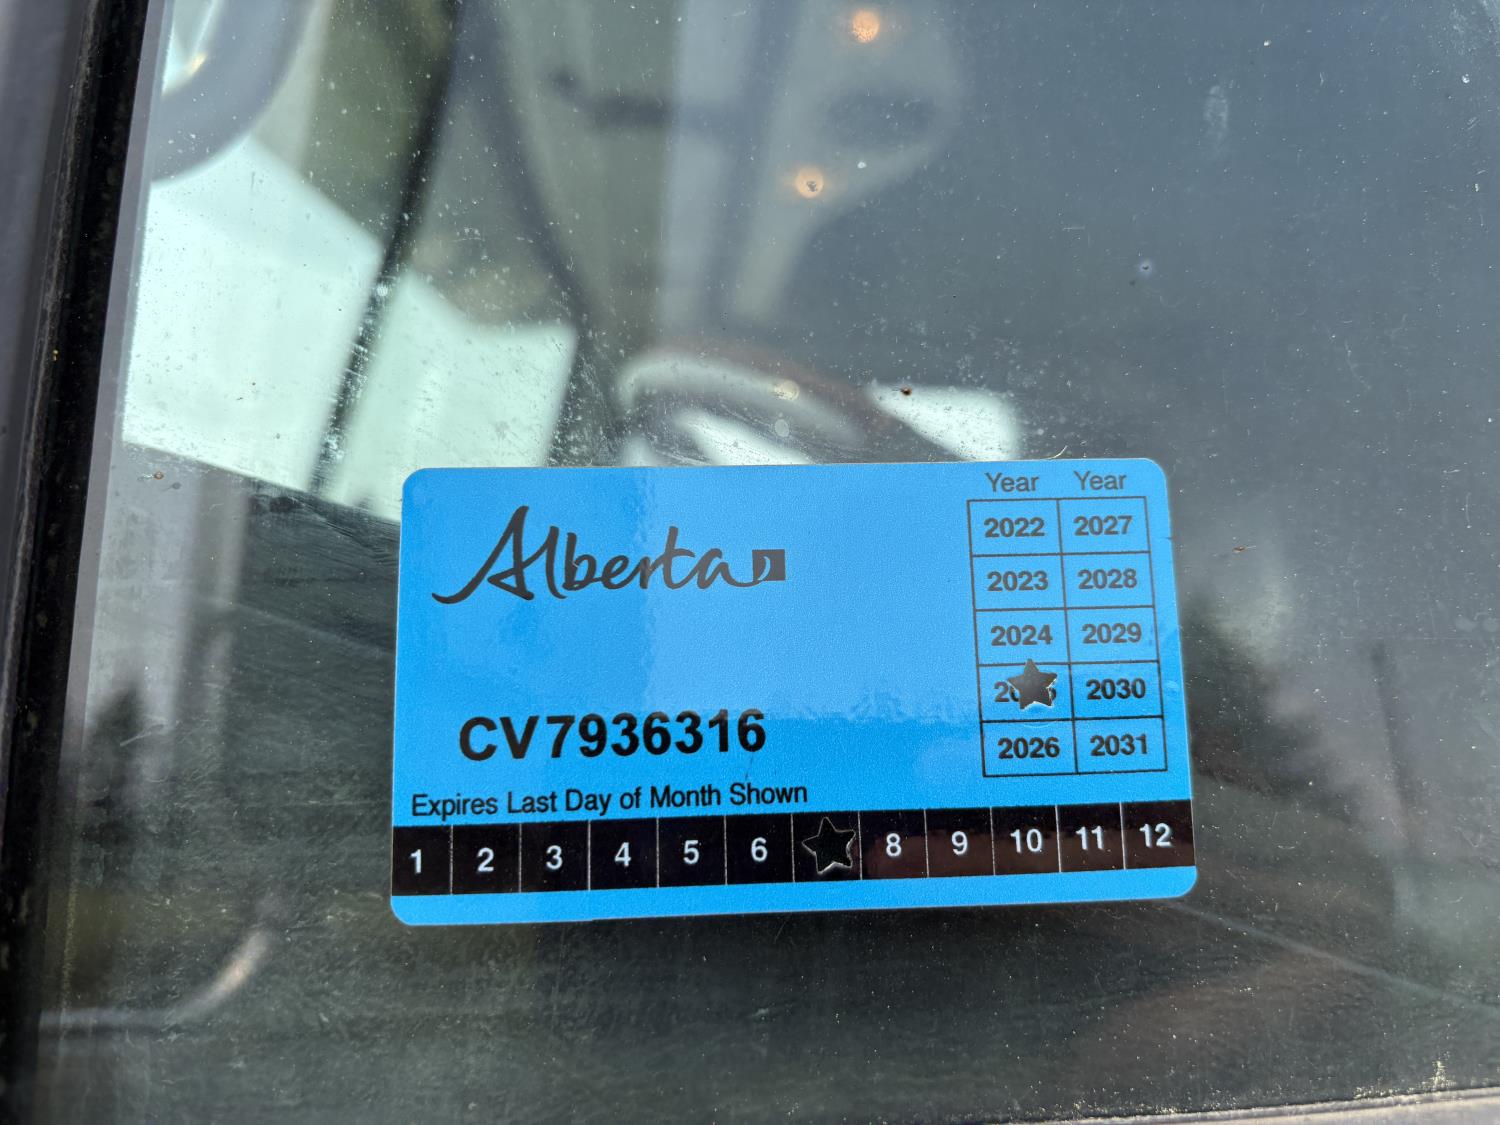 Alberta
Year Year
2022 2027
2023 2028
2024 2029
2030
2026 2031
CV7936316
Expires Last Day of Month Shown
1 2 3 4 5 6 8 9 10 11 12